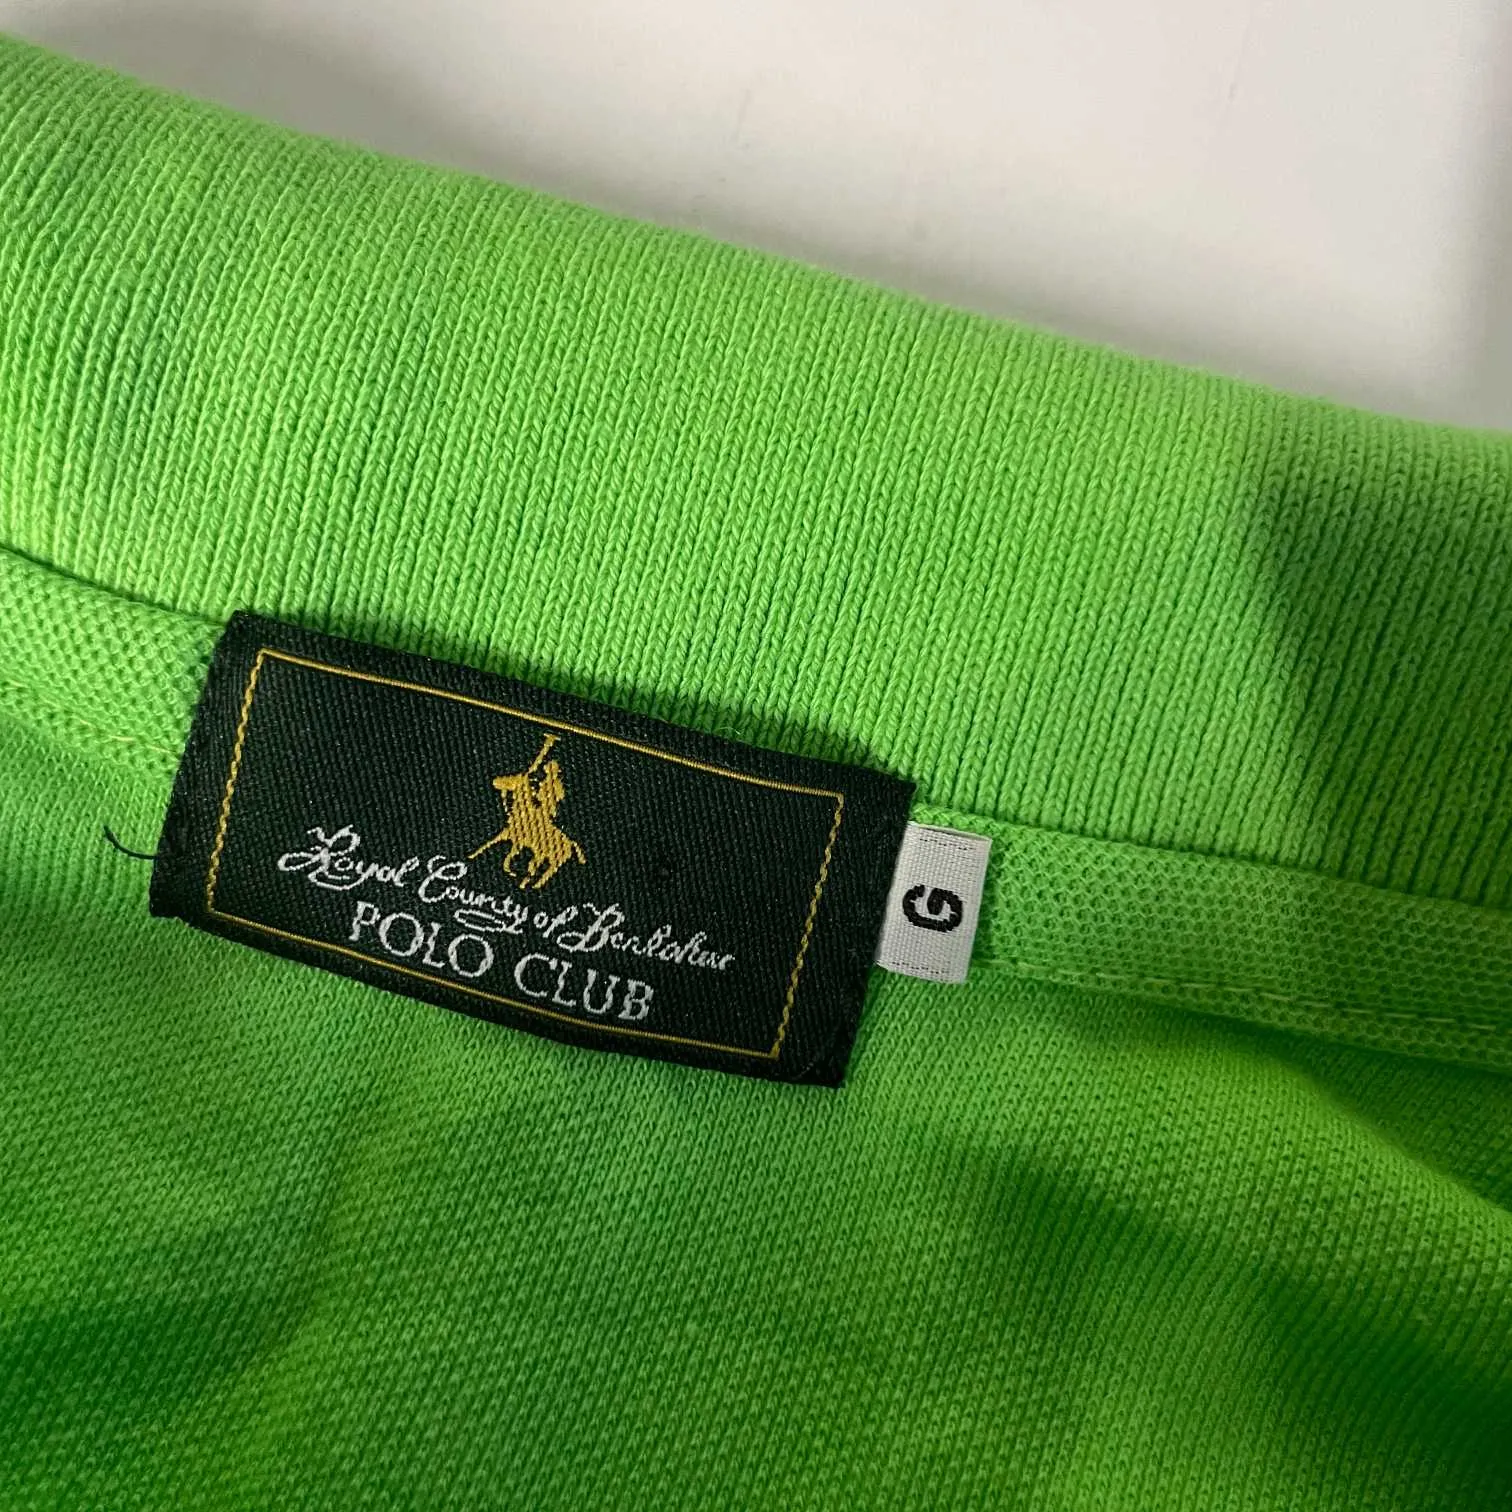 Royal County of Berkshire
POLO CLUB
G